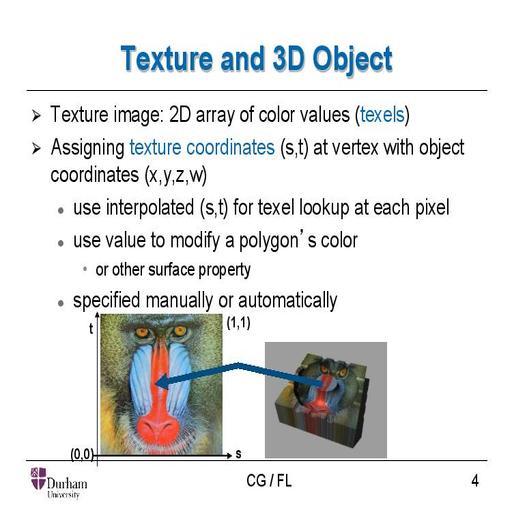 Texture and 3D Object
➢ Texture image: 2D array of color values (texels)
➢ Assigning texture coordinates (s,t) at vertex with object
coordinates (x,y,z,w)
• use interpolated (s,t) for texel lookup at each pixel
• use value to modify a polygon's color
• or other surface property
• specified manually or automatically
t
(1,1)
(0,0)
s
Durham
University
CG / FL
4